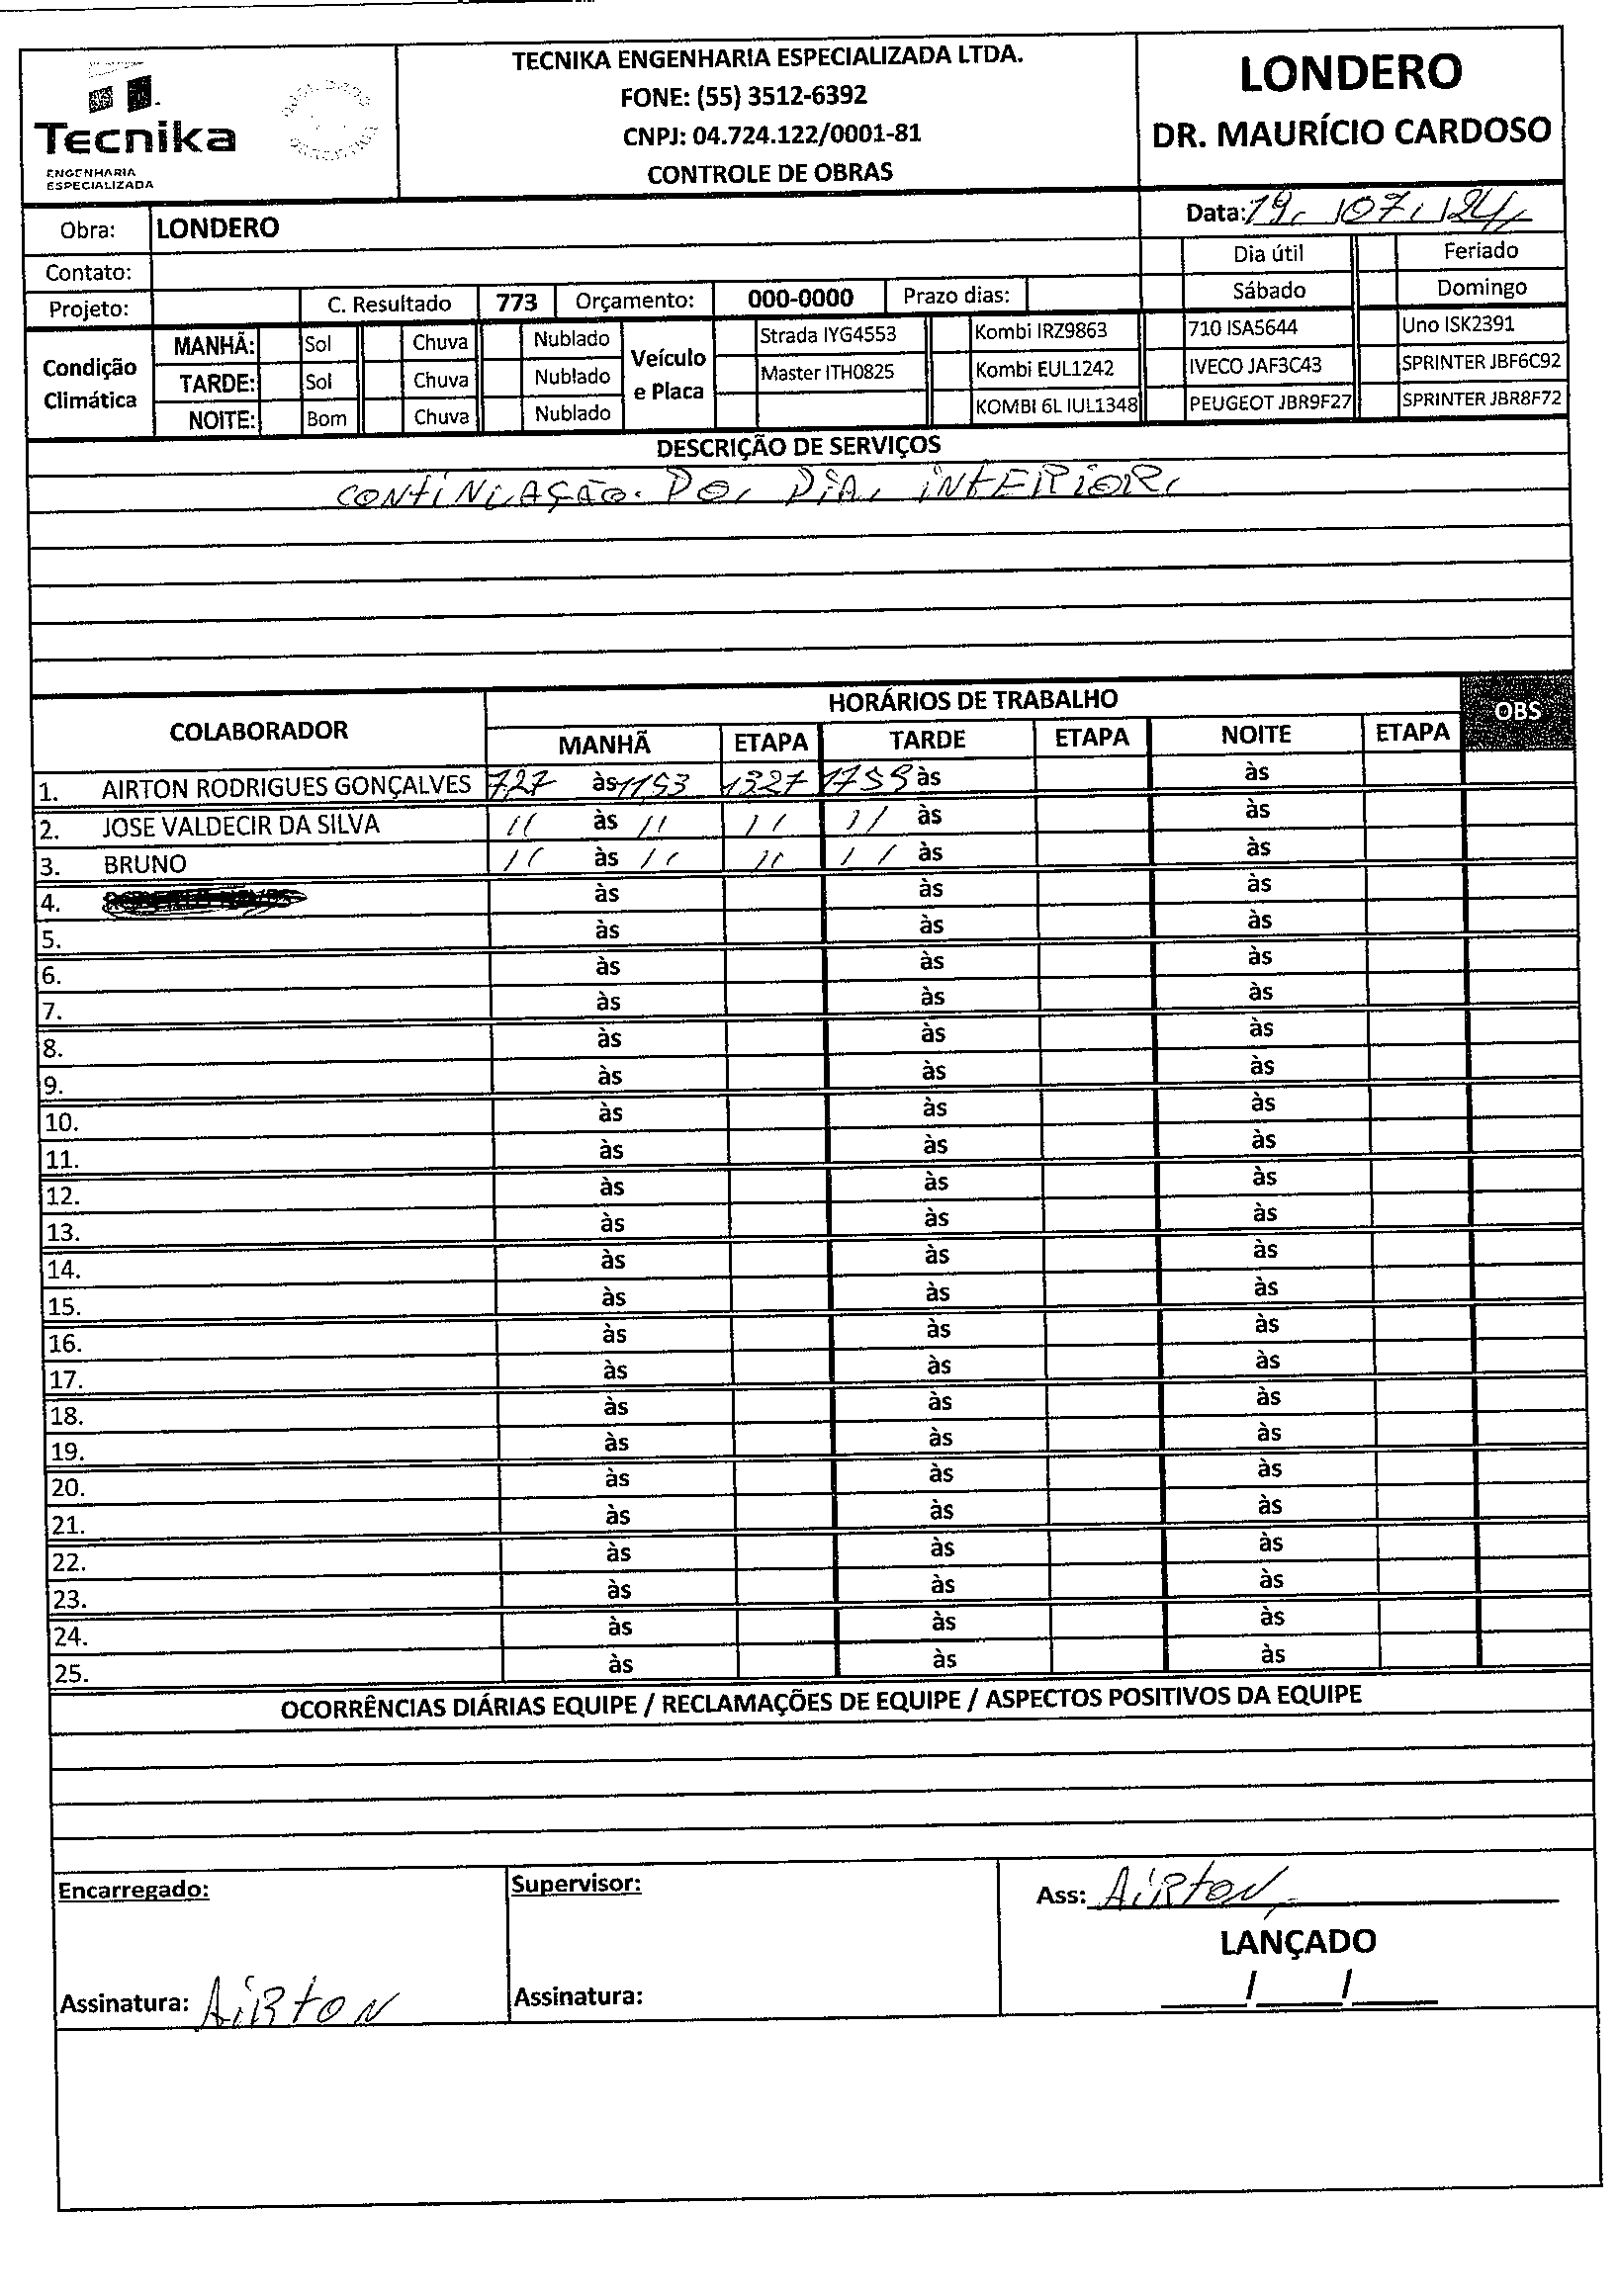 TECNIKA ENGENHARIA ESPECIALIZADA LTDA.
FONE: (55) 3512-6392
CNPJ: 04.724.122/0001-81
CONTROLE DE OBRAS
Tecnika
ENGENHARIA
ESPECIALIZADA
LONDERO
DR. MAURÍCIO CARDOSO
Obra: LONDERO
Data: 19, 107, 124,
Contato:
Dia útil Feriado
Projeto: C. Resultado 773 Orçamento: 000-0000 Prazo dias: Sábado Domingo
Condição Climática
MANHÃ: Sol Chuva Nublado
TARDE: Sol Chuva Nublado
NOITE: Bom Chuva Nublado
Veículo e Placa
Strada IYG4553 Kombi IRZ9863 710 ISA5644 Uno ISK2391
Master ITH0825 Kombi EUL1242 IVECO JAF3C43 SPRINTER JBF6C92
KOMBI 6L IUL1348 PEUGEOT JBR9F27 SPRINTER JBR8F72
DESCRIÇÃO DE SERVIÇOS
CONTINUAÇÃO. DO, DIA, INTERIOR,
COLABORADOR HORÁRIOS DE TRABALHO OBS
MANHÃ ETAPA TARDE ETAPA NOITE ETAPA
1. AIRTON RODRIGUES GONÇALVES 7,27 às 11,53 1327 1759 às às
2. JOSE VALDECIR DA SILVA 11 às 11 11 11 às às
3. BRUNO 11 às 11 11 11 às às
4. às às às
5. às às às
6. às às às
7. às às às
8. às às às
9. às às às
10. às às às
11. às às às
12. às às às
13. às às às
14. às às às
15. às às às
16. às às às
17. às às às
18. às às às
19. às às às
20. às às às
21. às às às
22. às às às
23. às às às
24. às às às
25. às às às
OCORRÊNCIAS DIÁRIAS EQUIPE / RECLAMAÇÕES DE EQUIPE / ASPECTOS POSITIVOS DA EQUIPE
Encarregado: Supervisor: Ass: AIRTON,
LANÇADO
Assinatura: AIRTON Assinatura: / /